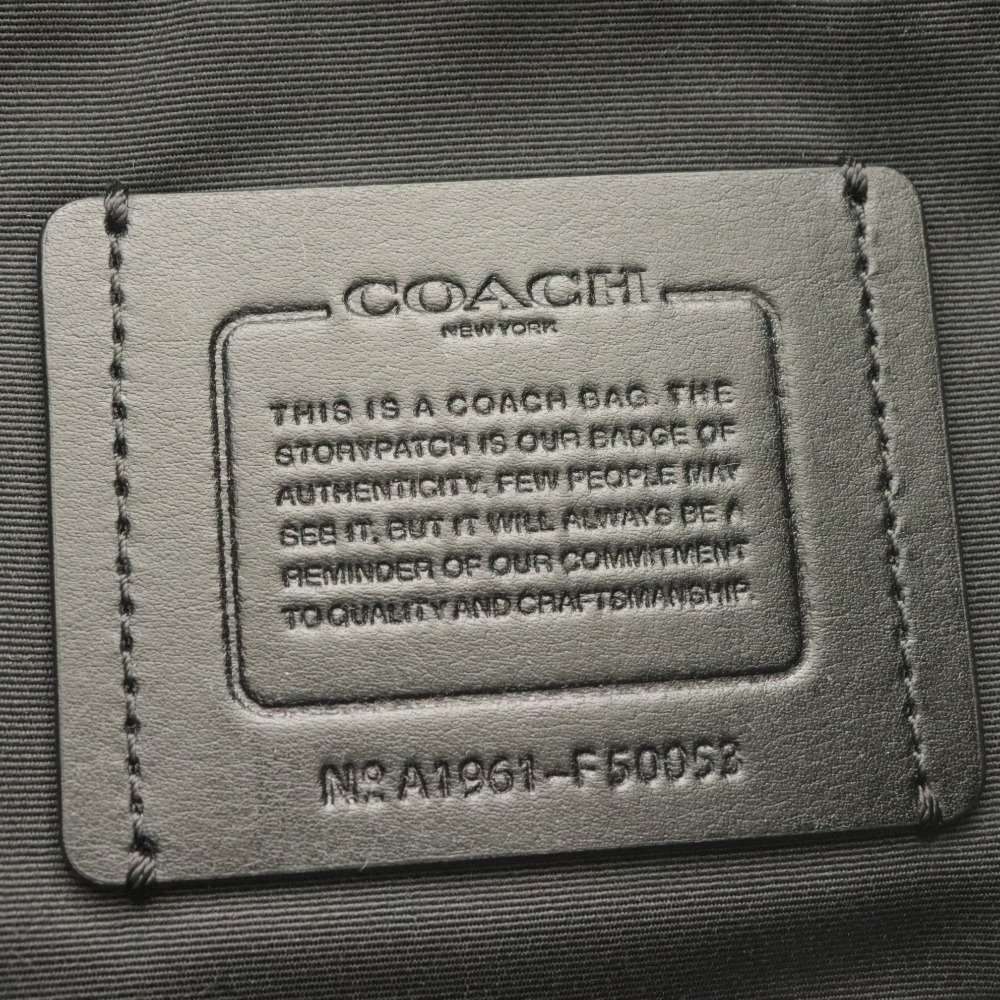 COACH
NEW YORK
THIS IS A COACH BAG. THE
STORYPATCH IS OUR BADGE OF
AUTHENTICITY. FEW PEOPLE MAY
SEE IT, BUT IT WILL ALWAYS BE A
REMINDER OF OUR COMMITMENT
TO QUALITY AND CRAFTSMANSHIP.
Nº A1961-F50058